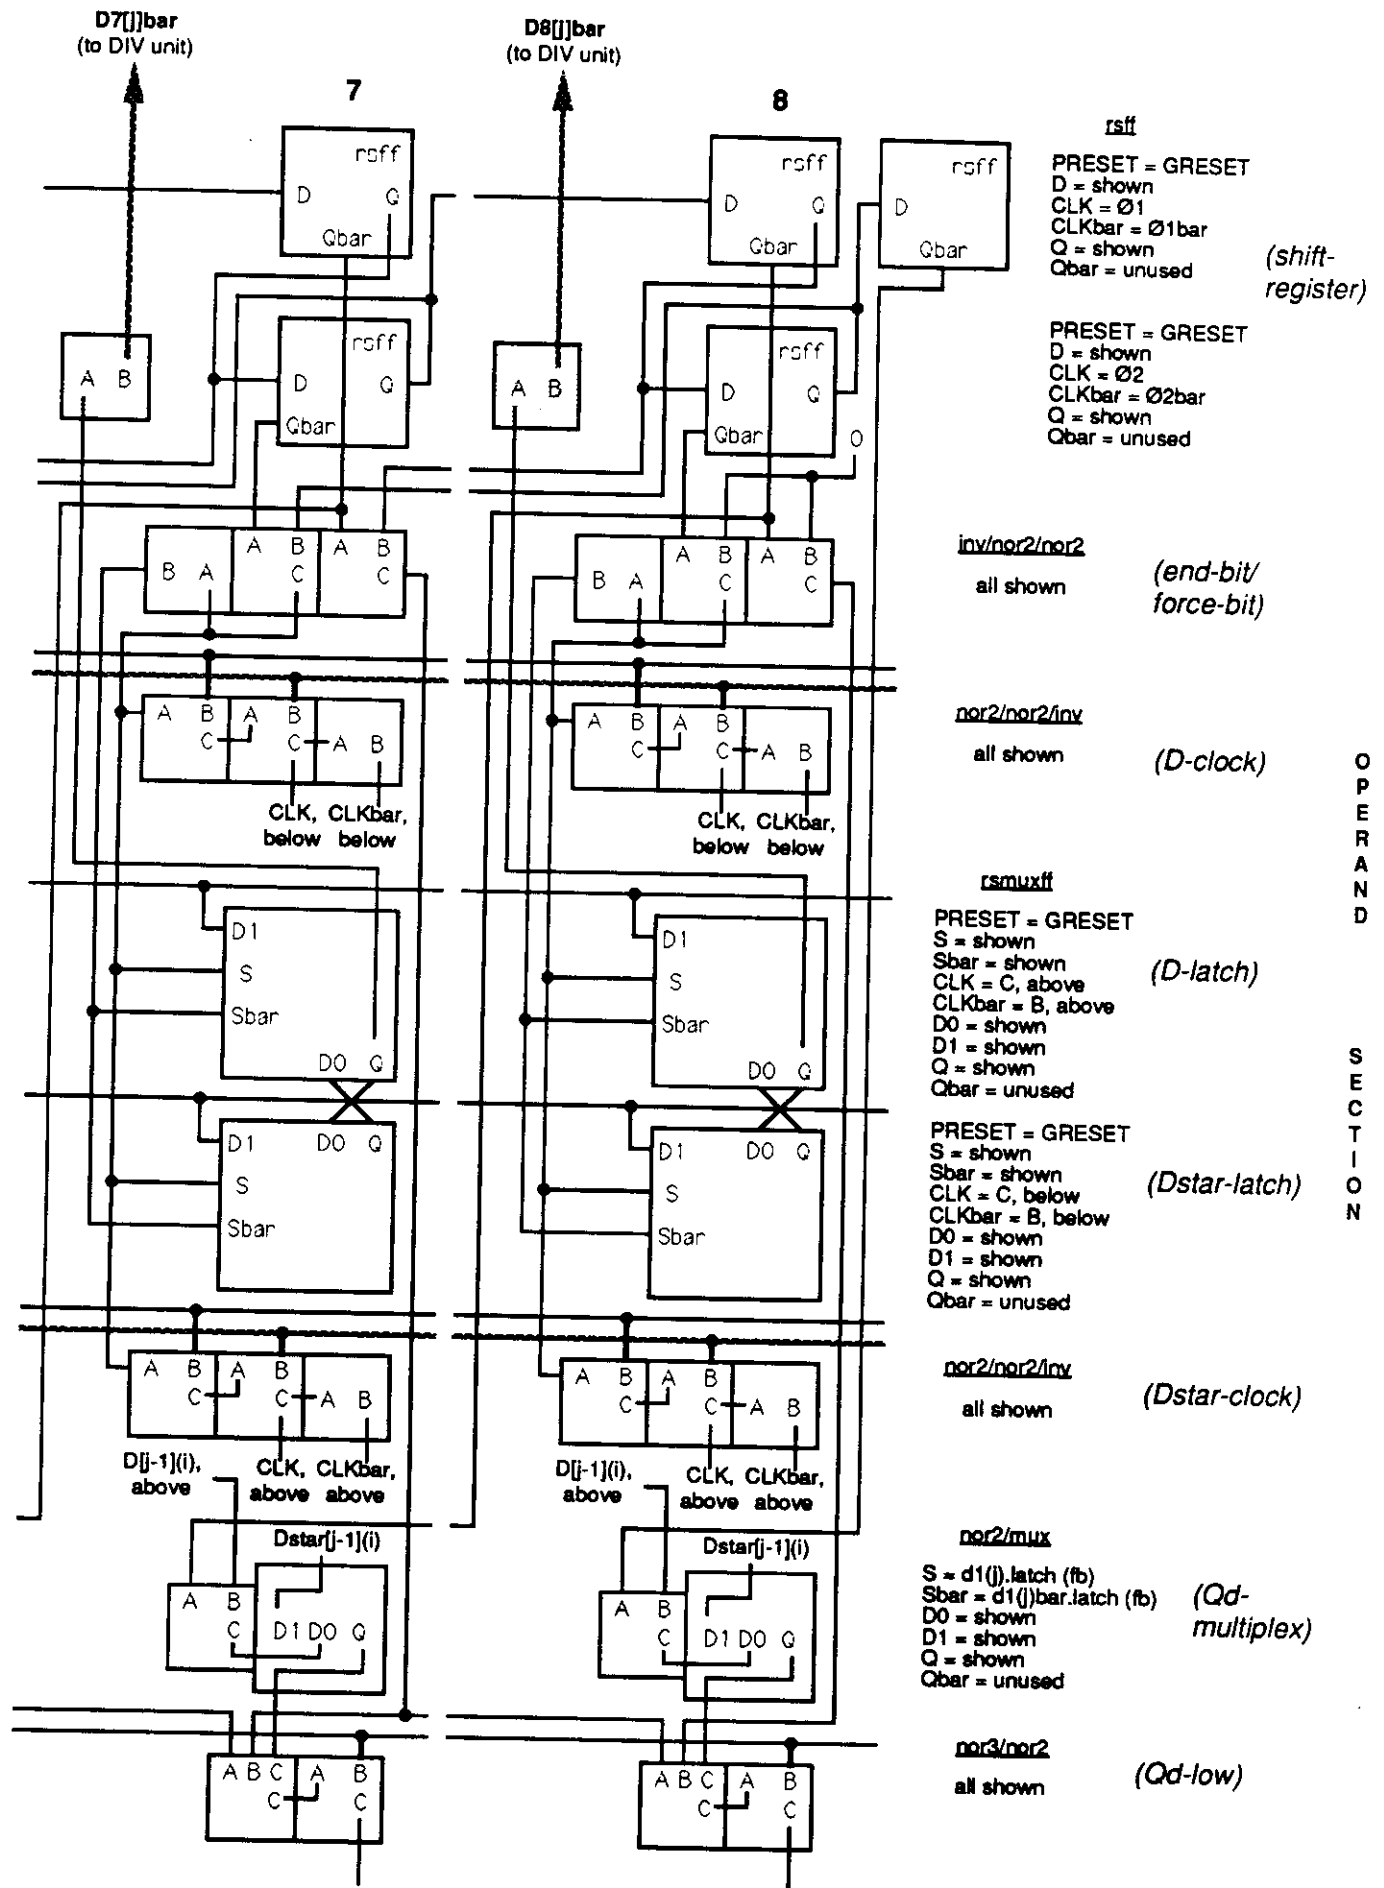 D7[j]bar
(to DIV unit)
D8[j]bar
(to DIV unit)
7
8
rsff
D Q
Qbar
rsff
D Q
Qbar
rsff
D
Qbar
rsff
PRESET = GRESET
D = shown
CLK = Ø1
CLKbar = Ø1bar
Q = shown
Qbar = unused
(shift-
register)
A B
rsff
D Q
Qbar
A B
rsff
D Q
Qbar
0
PRESET = GRESET
D = shown
CLK = Ø2
CLKbar = Ø2bar
Q = shown
Qbar = unused
B A
A B
C
A B
C
B A
A B
C
A B
C
inv/nor2/nor2
all shown
(end-bit/
force-bit)
A B
C
A B
C
A B
CLK, CLKbar,
below below
A B
C
A B
C
A B
CLK, CLKbar,
below below
nor2/nor2/inv
all shown
(D-clock)
OPERAND
SECTION
D1
S
Sbar
D0 Q
D1
S
Sbar
D0 Q
rsmuxff
PRESET = GRESET
S = shown
Sbar = shown
CLK = C, above
CLKbar = B, above
D0 = shown
D1 = shown
Q = shown
Qbar = unused
(D-latch)
D1 D0 Q
S
Sbar
D1 D0 Q
S
Sbar
PRESET = GRESET
S = shown
Sbar = shown
CLK = C, below
CLKbar = B, below
D0 = shown
D1 = shown
Q = shown
Qbar = unused
(Dstar-latch)
A B
C
A B
C
A B
D[j-1](i),
above
CLK, CLKbar,
above above
A B
C
A B
C
A B
D[j-1](i),
above
CLK, CLKbar,
above above
nor2/nor2/inv
all shown
(Dstar-clock)
Dstar[j-1](i)
A B
C
D1 D0 Q
Dstar[j-1](i)
A B
C
D1 D0 Q
nor2/mux
S = d1(j).latch (fb)
Sbar = d1(j)bar.latch (fb)
D0 = shown
D1 = shown
Q = shown
Qbar = unused
(Qd-
multiplex)
A B C
C
A B
C
A B C
C
A B
C
nor3/nor2
all shown
(Qd-low)